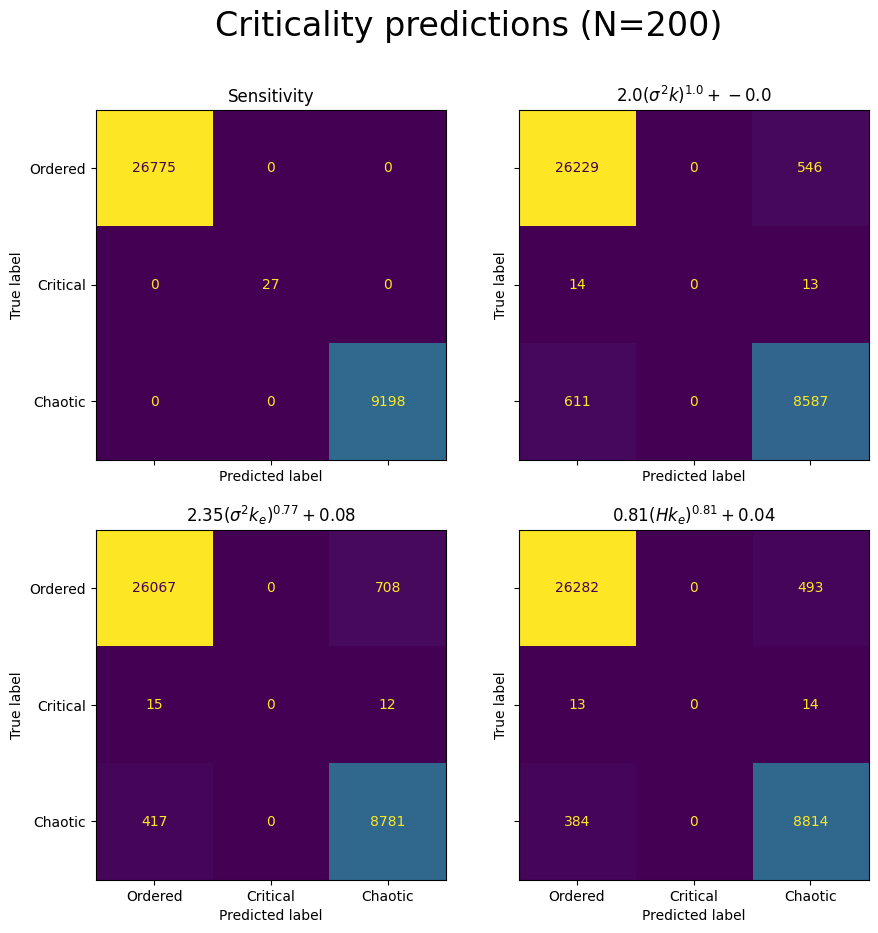 Criticality predictions (N=200)
Sensitivity
True label
Ordered
Critical
Chaotic
26775 0 0
0 27 0
0 0 9198
Predicted label
2.0(σ²k)^{1.0} + −0.0
True label
26229 0 546
14 0 13
611 0 8587
Predicted label
2.35(σ²k_e)^{0.77} + 0.08
True label
Ordered
Critical
Chaotic
26067 0 708
15 0 12
417 0 8781
Ordered Critical Chaotic
Predicted label
0.81(Hk_e)^{0.81} + 0.04
True label
26282 0 493
13 0 14
384 0 8814
Ordered Critical Chaotic
Predicted label